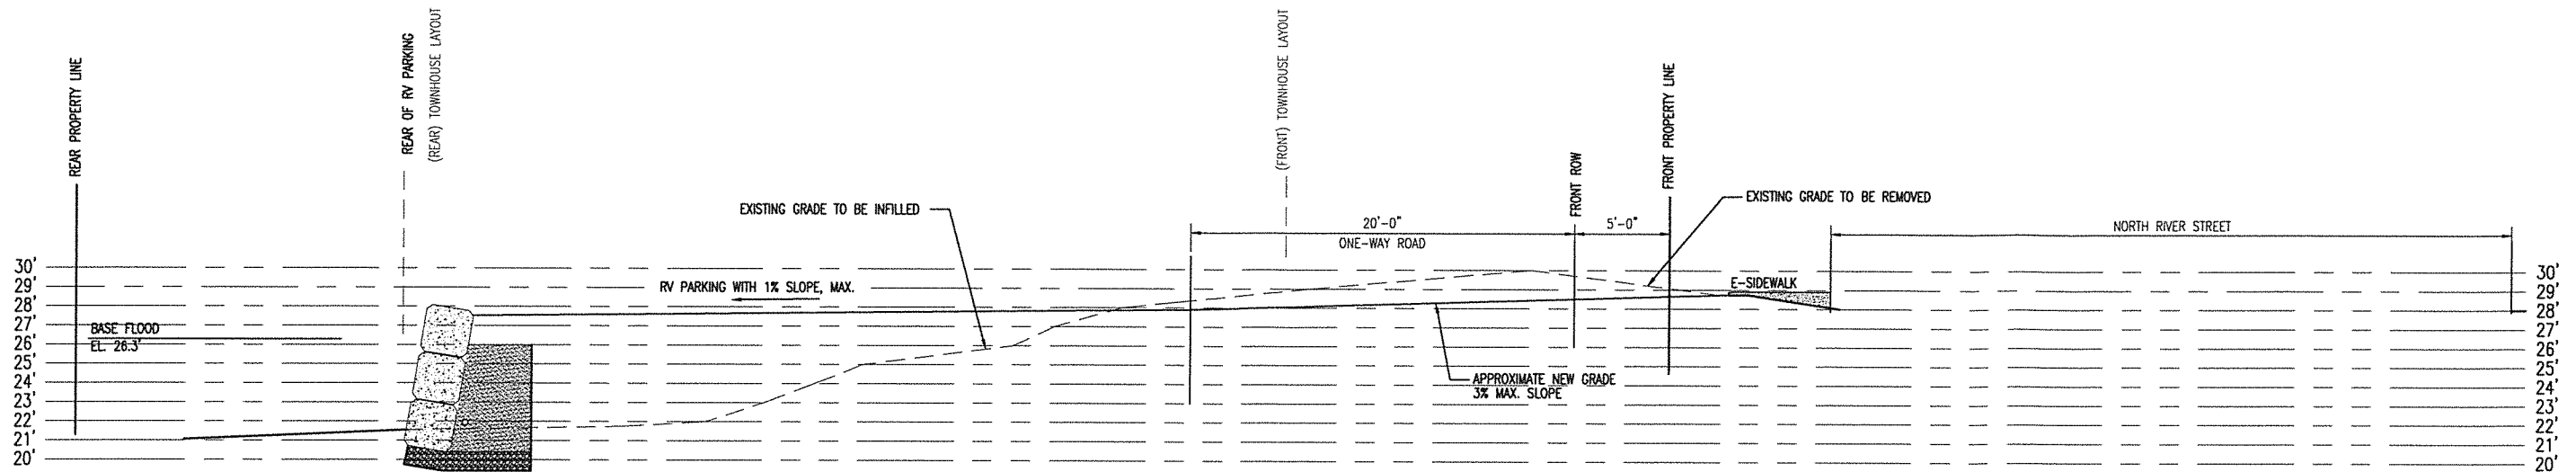 REAR PROPERTY LINE
REAR OF RV PARKING
(REAR) TOWNHOUSE LAYOUT
(FRONT) TOWNHOUSE LAYOUT
FRONT ROW
FRONT PROPERTY LINE
EXISTING GRADE TO BE INFILLED
EXISTING GRADE TO BE REMOVED
20'-0"
ONE-WAY ROAD
5'-0"
NORTH RIVER STREET
RV PARKING WITH 1% SLOPE, MAX.
E-SIDEWALK
BASE FLOOD
EL. 26.3'
APPROXIMATE NEW GRADE
3% MAX. SLOPE
30'
29'
28'
27'
26'
25'
24'
23'
22'
21'
20'
30'
29'
28'
27'
26'
25'
24'
23'
22'
21'
20'